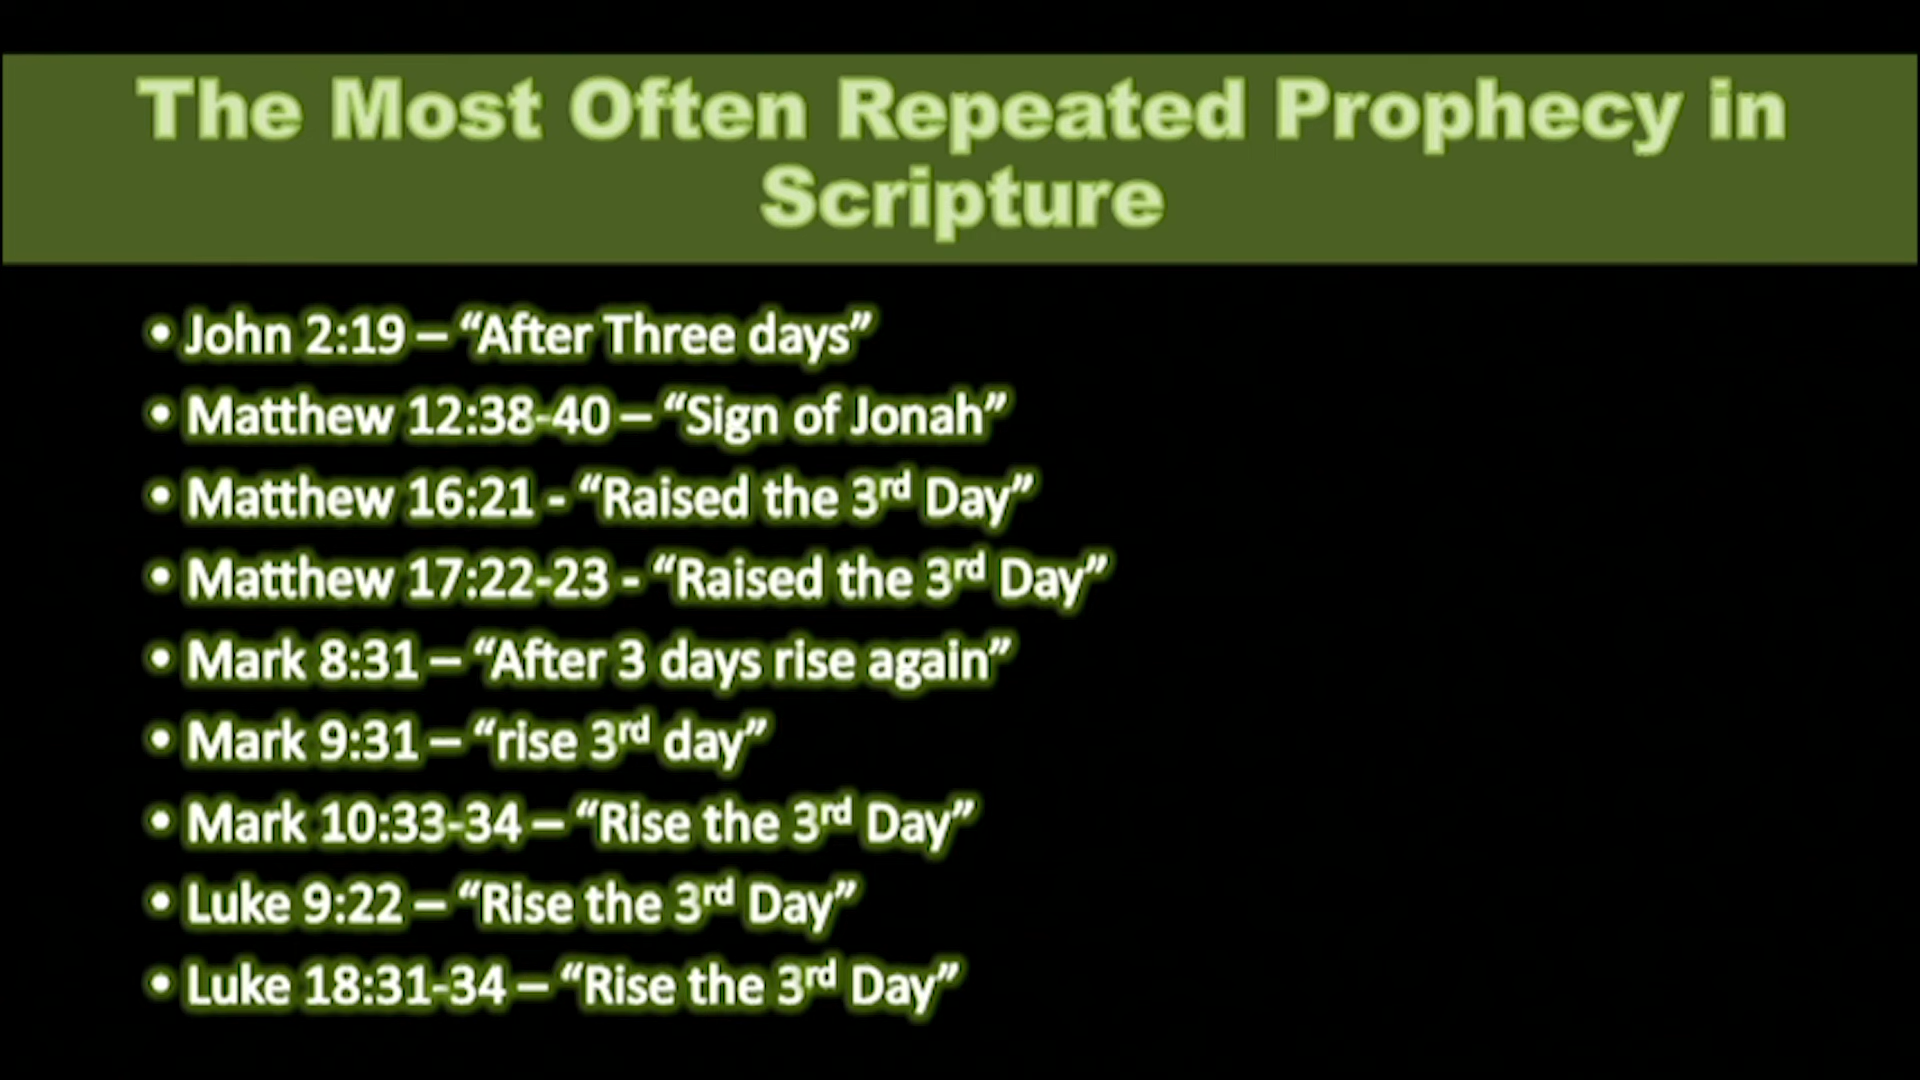 The Most Often Repeated Prophecy in
Scripture
• John 2:19 – “After Three days”
• Matthew 12:38-40 – “Sign of Jonah”
• Matthew 16:21 - “Raised the 3rd Day”
• Matthew 17:22-23 - “Raised the 3rd Day”
• Mark 8:31 – “After 3 days rise again”
• Mark 9:31 – “rise 3rd day”
• Mark 10:33-34 – “Rise the 3rd Day”
• Luke 9:22 – “Rise the 3rd Day”
• Luke 18:31-34 – “Rise the 3rd Day”